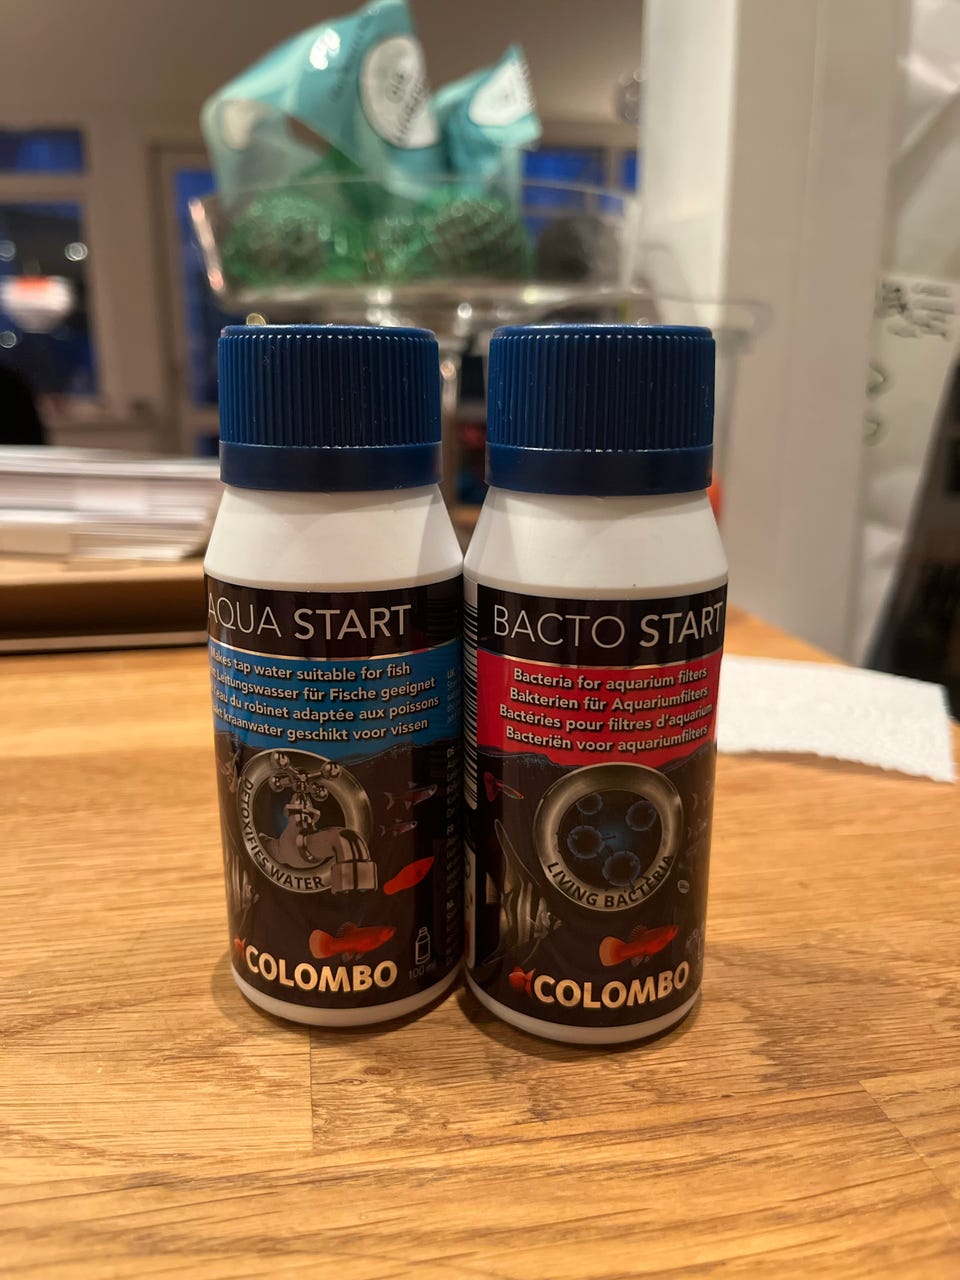 AQUA START
Makes tap water suitable for fish
Leitungswasser für Fische geeignet
eau du robinet adaptée aux poissons
kraanwater geschikt voor vissen
DETOXIFIES WATER
COLOMBO
100 ml
BACTO START
Bacteria for aquarium filters
Bakterien für Aquariumfilters
Bactéries pour filtres d'aquarium
Bacteriën voor aquariumfilters
LIVING BACTERIA
COLOMBO